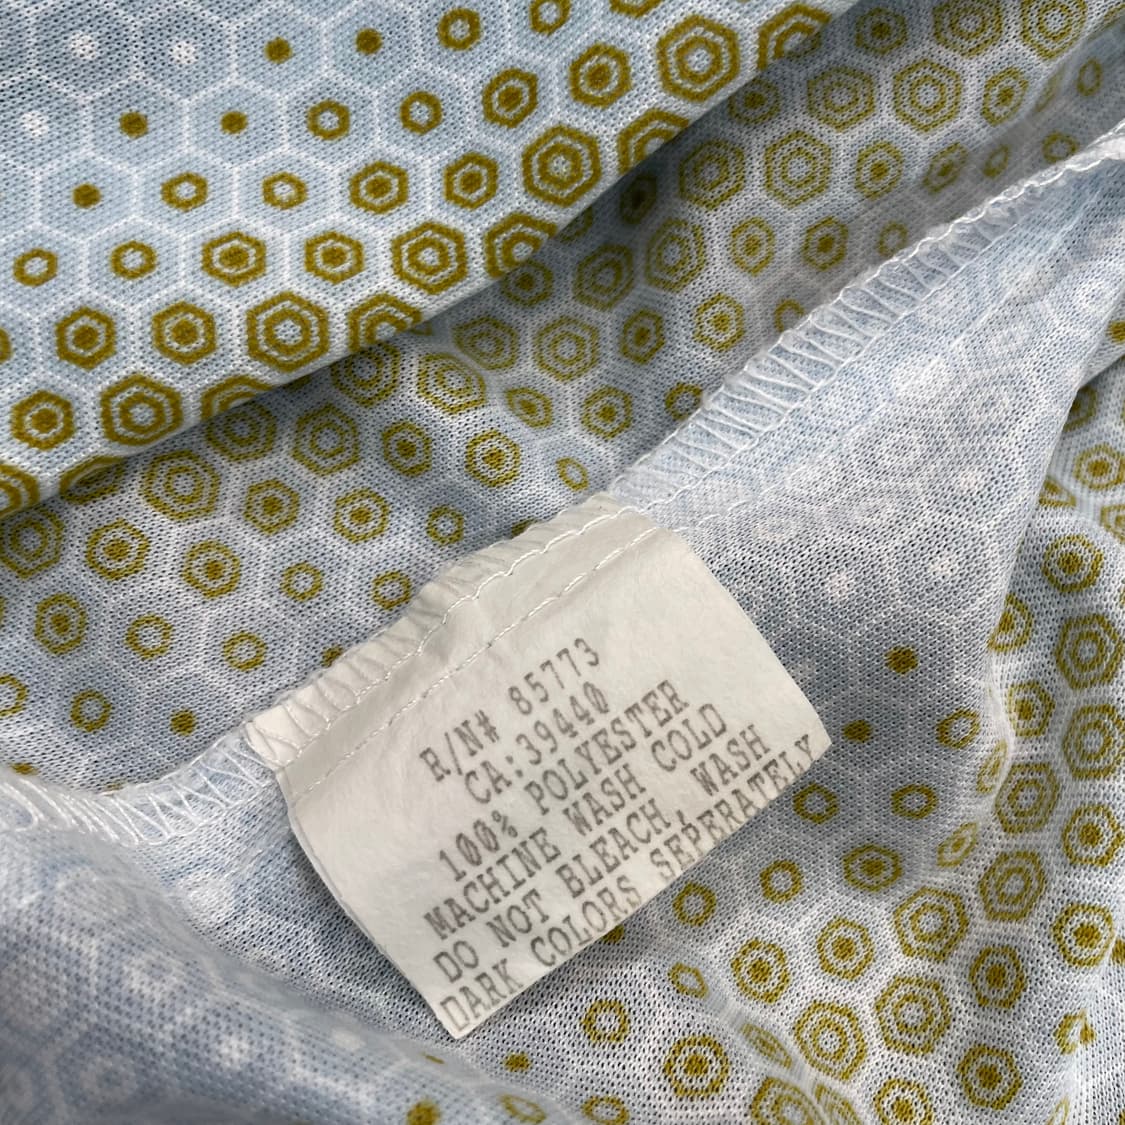 R/N# 85773
CA:39440
100% POLYESTER
MACHINE WASH COLD
DO NOT BLEACH, WASH
DARK COLORS SEPERATELY